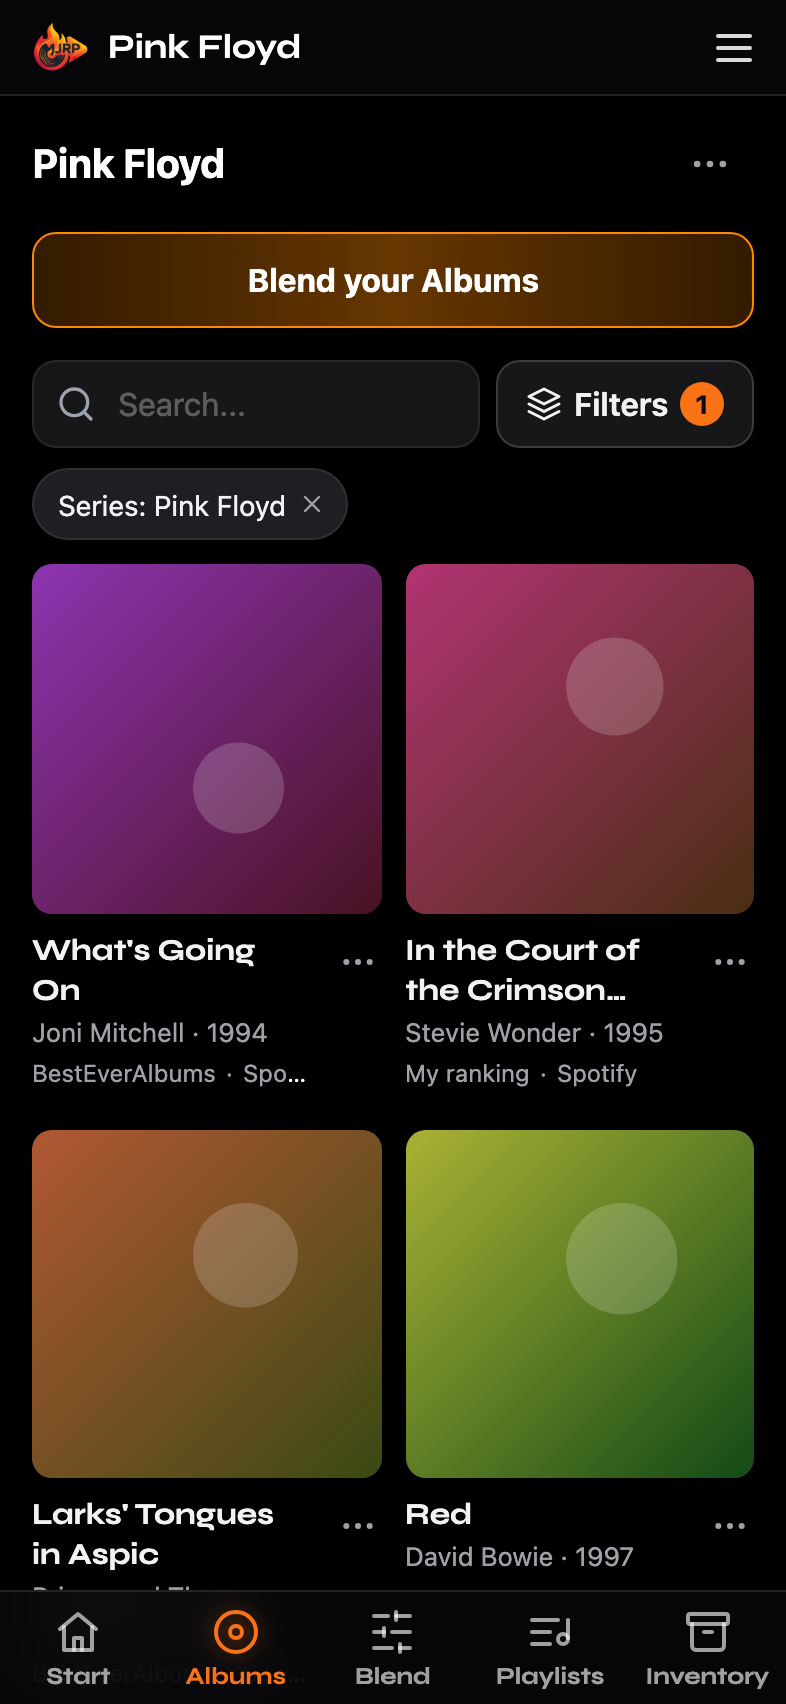 JRP
Pink Floyd
Pink Floyd
Blend your Albums
Search...
Filters 1
Series: Pink Floyd
What's Going
On
Joni Mitchell · 1994
BestEverAlbums · Spo...
In the Court of
the Crimson...
Stevie Wonder · 1995
My ranking · Spotify
Larks' Tongues
in Aspic
Red
David Bowie · 1997
Start
Albums
Blend
Playlists
Inventory